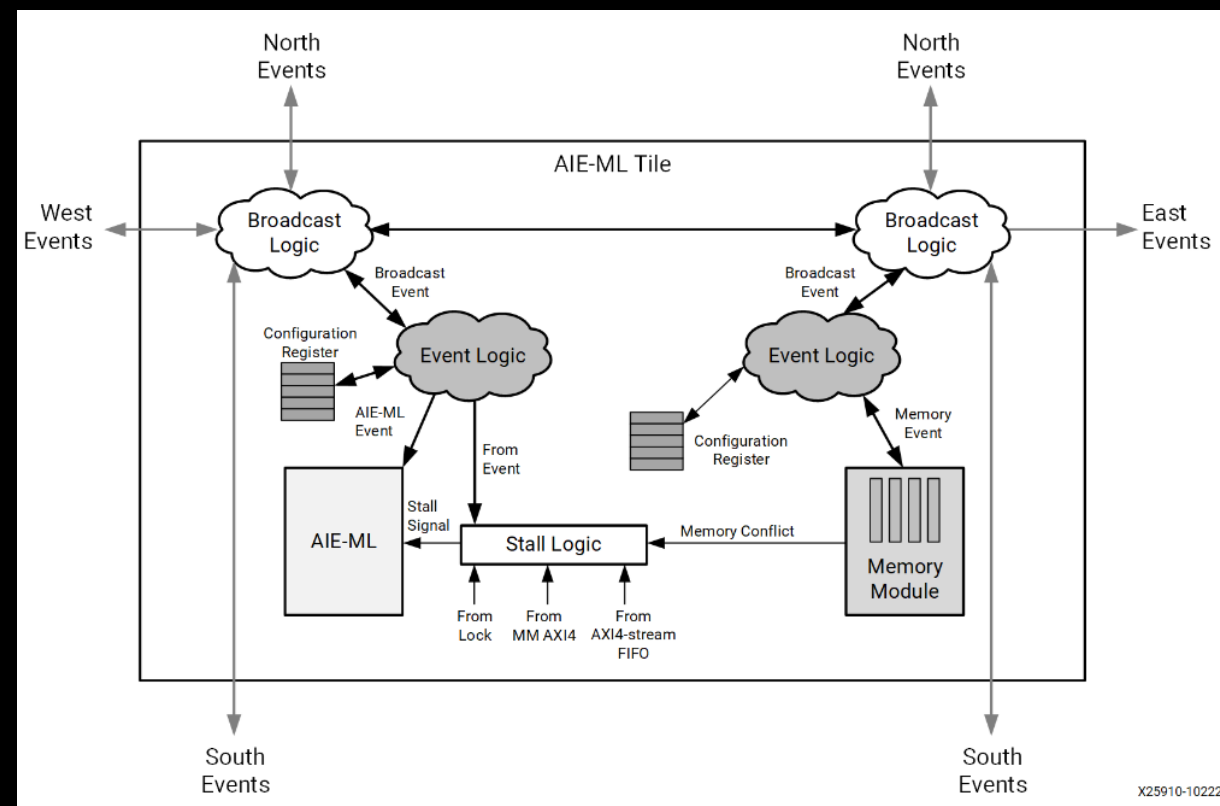 North
Events
North
Events
AIE-ML Tile
West
Events
Broadcast
Logic
Broadcast
Logic
East
Events
Broadcast
Event
Broadcast
Event
Configuration
Register
Event Logic
Event Logic
AIE-ML
Event
From
Event
Configuration
Register
Memory
Event
AIE-ML
Stall
Signal
Stall Logic
Memory Conflict
Memory
Module
From
Lock
From
MM AXI4
From
AXI4-stream
FIFO
South
Events
South
Events
X25910-10222